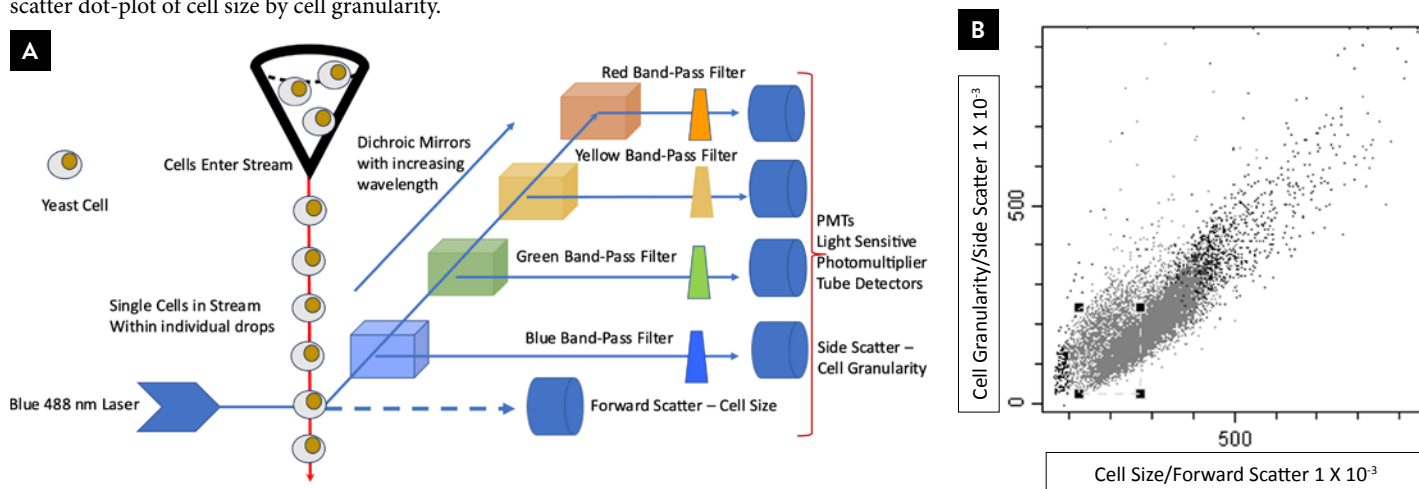 scatter dot-plot of cell size by cell granularity.
A
Cells Enter Stream
Yeast Cell
Single Cells in Stream
Within individual drops
Blue 488 nm Laser
Dichroic Mirrors
with increasing
wavelength
Red Band-Pass Filter
Yellow Band-Pass Filter
Green Band-Pass Filter
Blue Band-Pass Filter
Forward Scatter – Cell Size
PMTs
Light Sensitive
Photomultiplier
Tube Detectors
Side Scatter –
Cell Granularity
B
Cell Granularity/Side Scatter 1 X 10⁻³
500
0
500
Cell Size/Forward Scatter 1 X 10⁻³